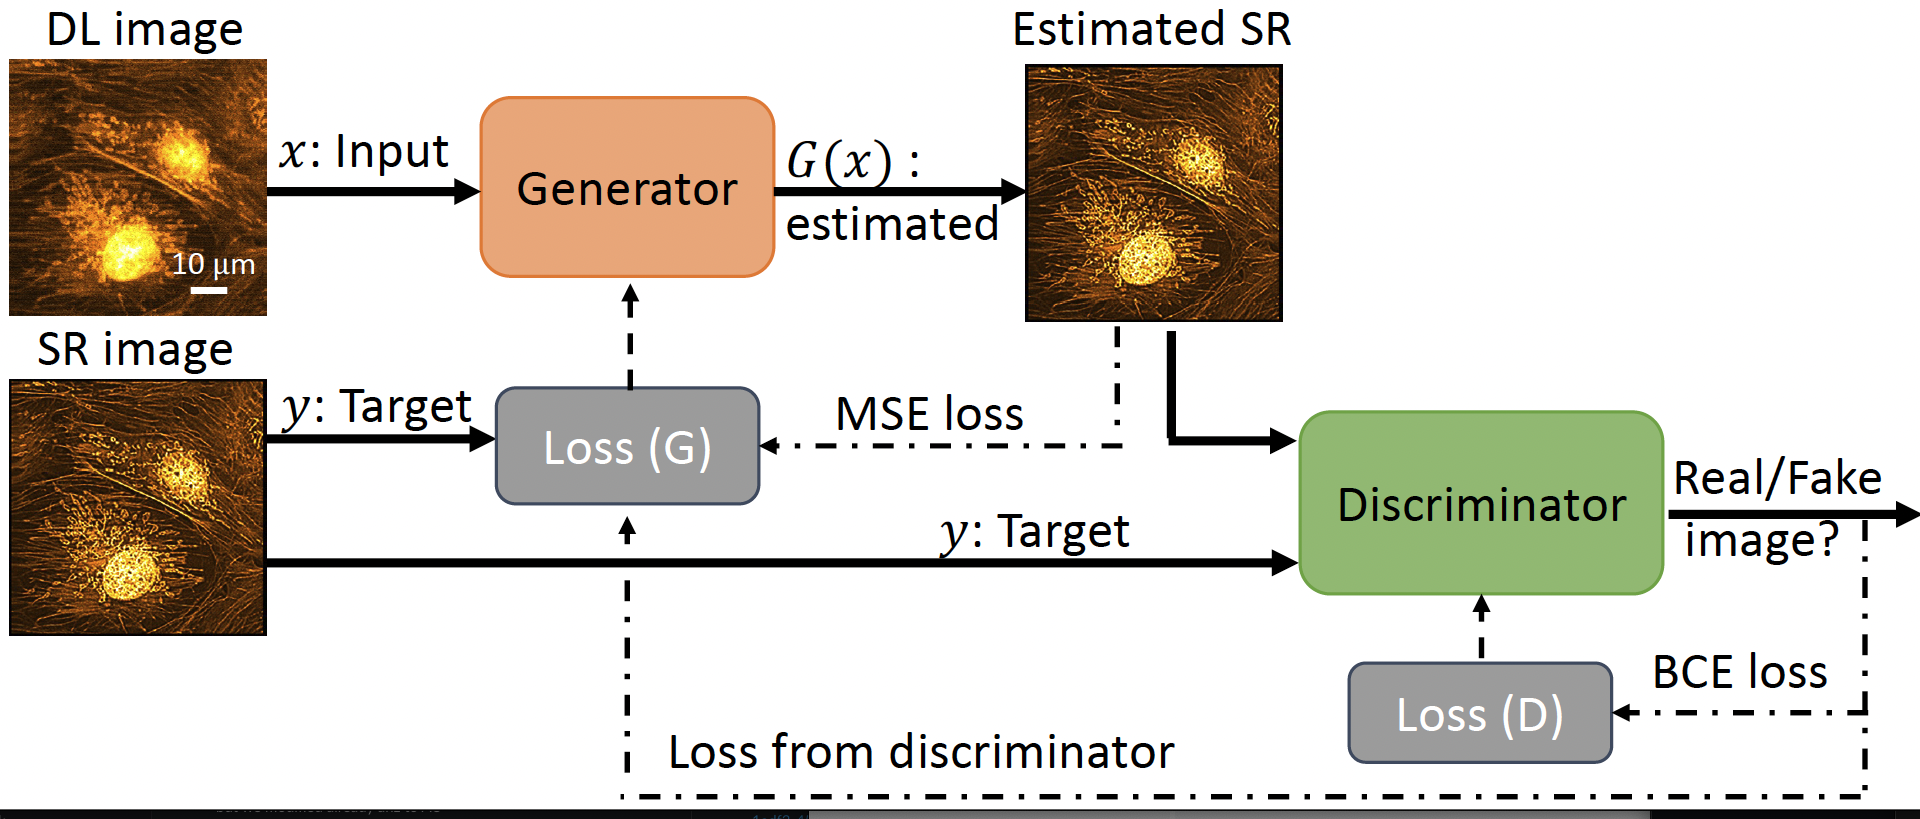 DL image
Estimated SR
x: Input
Generator
G(x) :
estimated
10 μm
SR image
y: Target
Loss (G)
MSE loss
y: Target
Discriminator
Real/Fake
image?
BCE loss
Loss (D)
Loss from discriminator